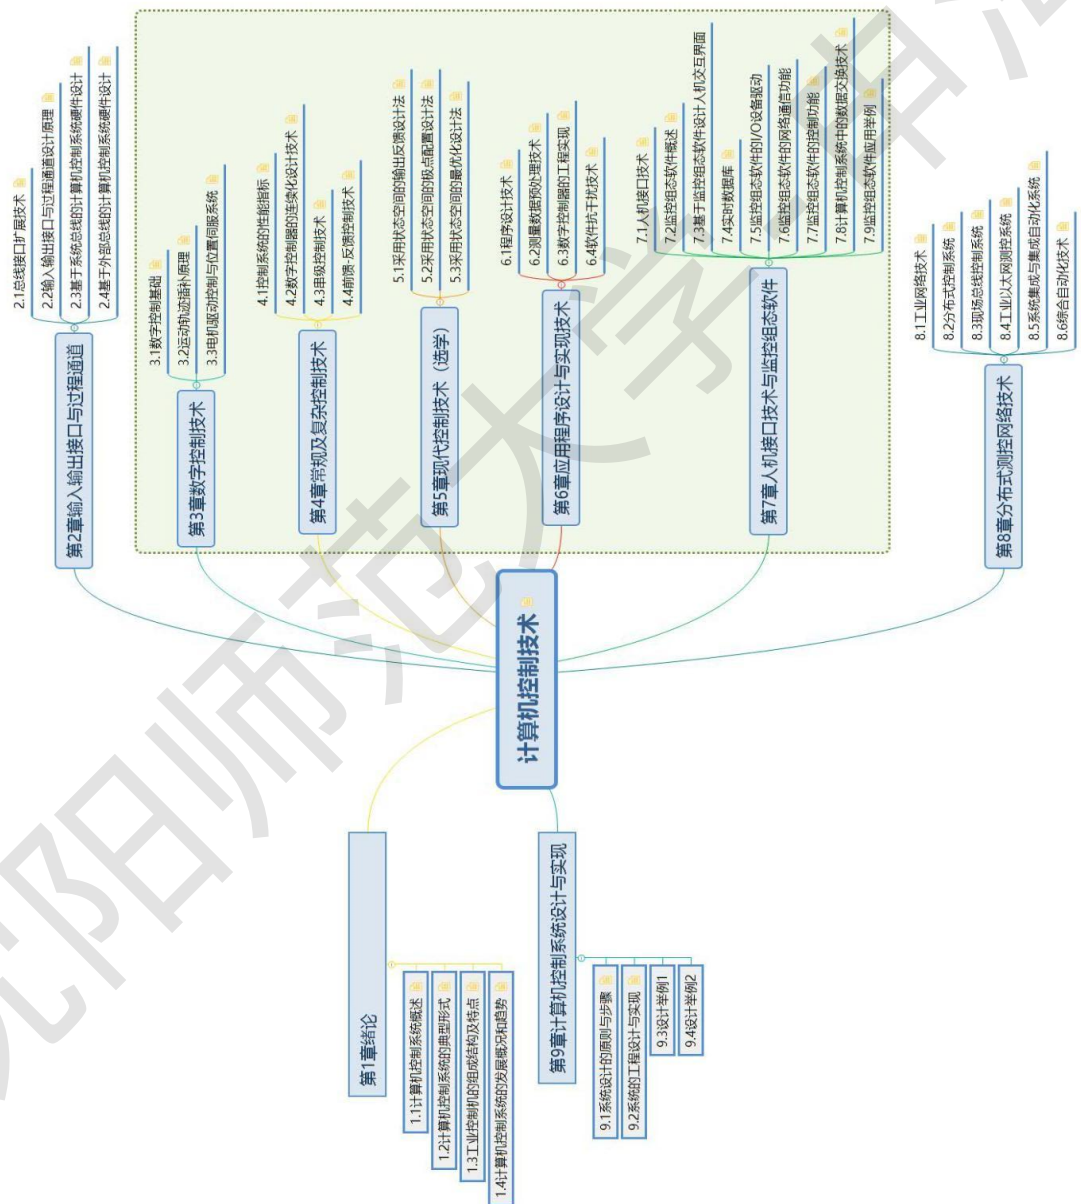 计算机控制技术
第1章绪论
1.1计算机控制系统概述
1.2计算机控制系统的典型形式
1.3工业控制机的组成结构及特点
1.4计算机控制系统的发展概况和趋势
第2章输入输出接口与过程通道
2.1总线接口扩展技术
2.2输入输出接口与过程通道设计原理
2.3基于系统总线的计算机控制系统硬件设计
2.4基于外部总线的计算机控制系统硬件设计
第3章数字控制技术
3.1数字控制基础
3.2运动轨迹插补原理
3.3电机驱动控制与位置伺服系统
第4章常规及复杂控制技术
4.1控制系统的性能指标
4.2数字控制器的连续化设计技术
4.3串级控制技术
4.4前馈-反馈控制技术
第5章现代控制技术（选学）
5.1采用状态空间的输出反馈设计法
5.2采用状态空间的极点配置设计法
5.3采用状态空间的最优化设计法
第6章应用程序设计与实现技术
6.1程序设计技术
6.2测量数据预处理技术
6.3数字控制器的工程实现
6.4软件抗干扰技术
第7章人机接口技术与监控组态软件
7.1人机接口技术
7.2监控组态软件概述
7.3基于监控组态软件设计人机交互界面
7.4实时数据库
7.5监控组态软件的I/O设备驱动
7.6监控组态软件的网络通信功能
7.7监控组态软件的控制功能
7.8计算机控制系统中的数据交换技术
7.9监控组态软件应用举例
第8章分布式测控网络技术
8.1工业网络技术
8.2分布式控制系统
8.3现场总线控制系统
8.4工业以太网测控系统
8.5系统集成与集成自动化系统
8.6综合自动化技术
第9章计算机控制系统设计与实现
9.1系统设计的原则与步骤
9.2系统的工程设计与实现
9.3设计举例1
9.4设计举例2
沈阳师范大学